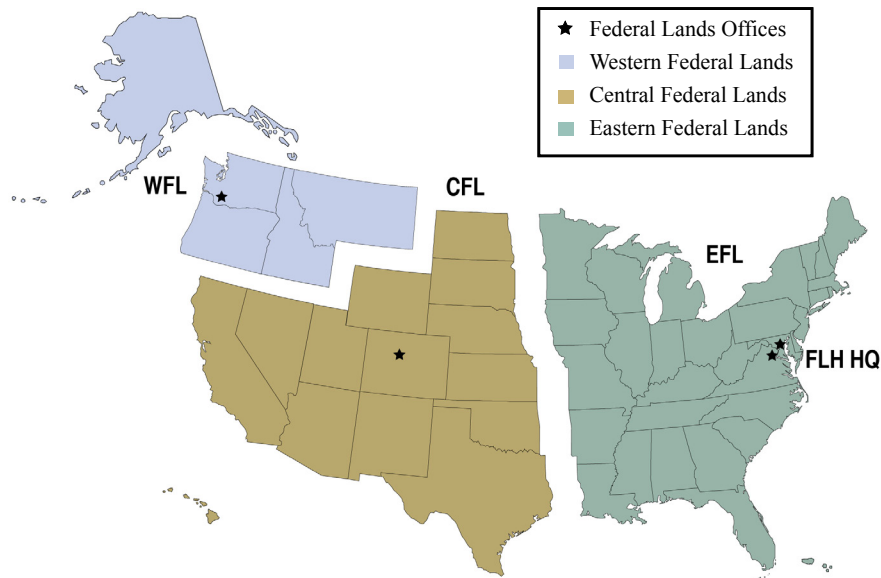 Federal Lands Offices
Western Federal Lands
Central Federal Lands
Eastern Federal Lands
WFL
CFL
EFL
FLH HQ